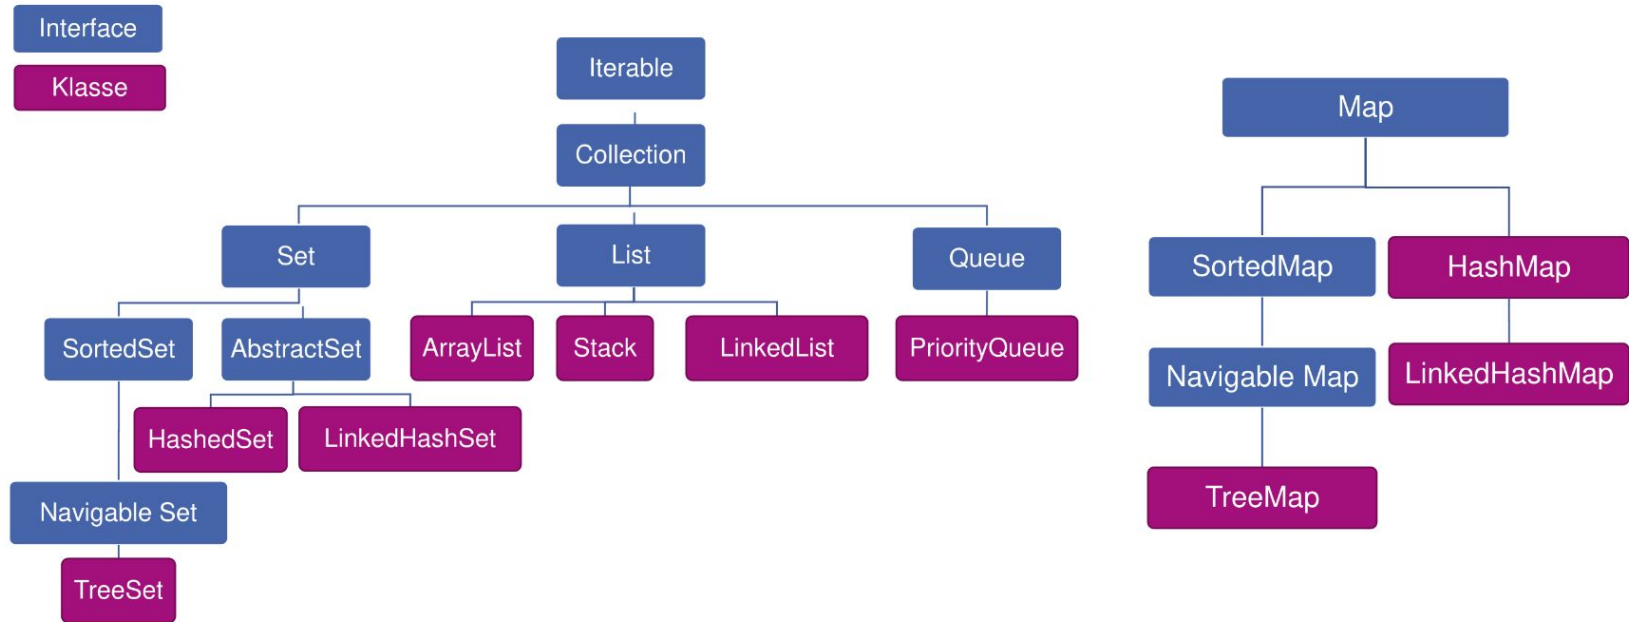 Interface
Klasse
Iterable
Collection
Set
List
Queue
SortedSet
AbstractSet
ArrayList
Stack
LinkedList
PriorityQueue
HashedSet
LinkedHashSet
Navigable Set
TreeSet
Map
SortedMap
HashMap
Navigable Map
LinkedHashMap
TreeMap